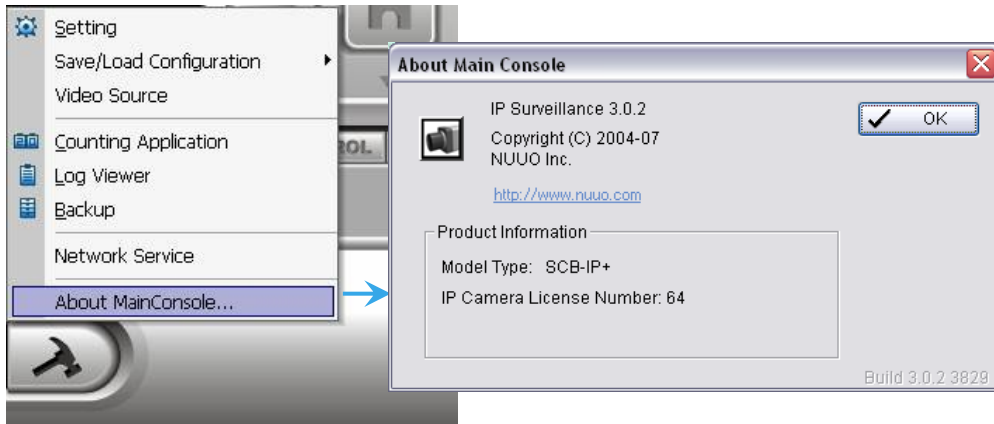 Setting
Save/Load Configuration
Video Source
Counting Application
Log Viewer
Backup
Network Service
About MainConsole...
ROL
About Main Console
IP Surveillance 3.0.2
Copyright (C) 2004-07
NUUO Inc.
http://www.nuuo.com
OK
Product Information
Model Type: SCB-IP+
IP Camera License Number: 64
Build 3.0.2 3829